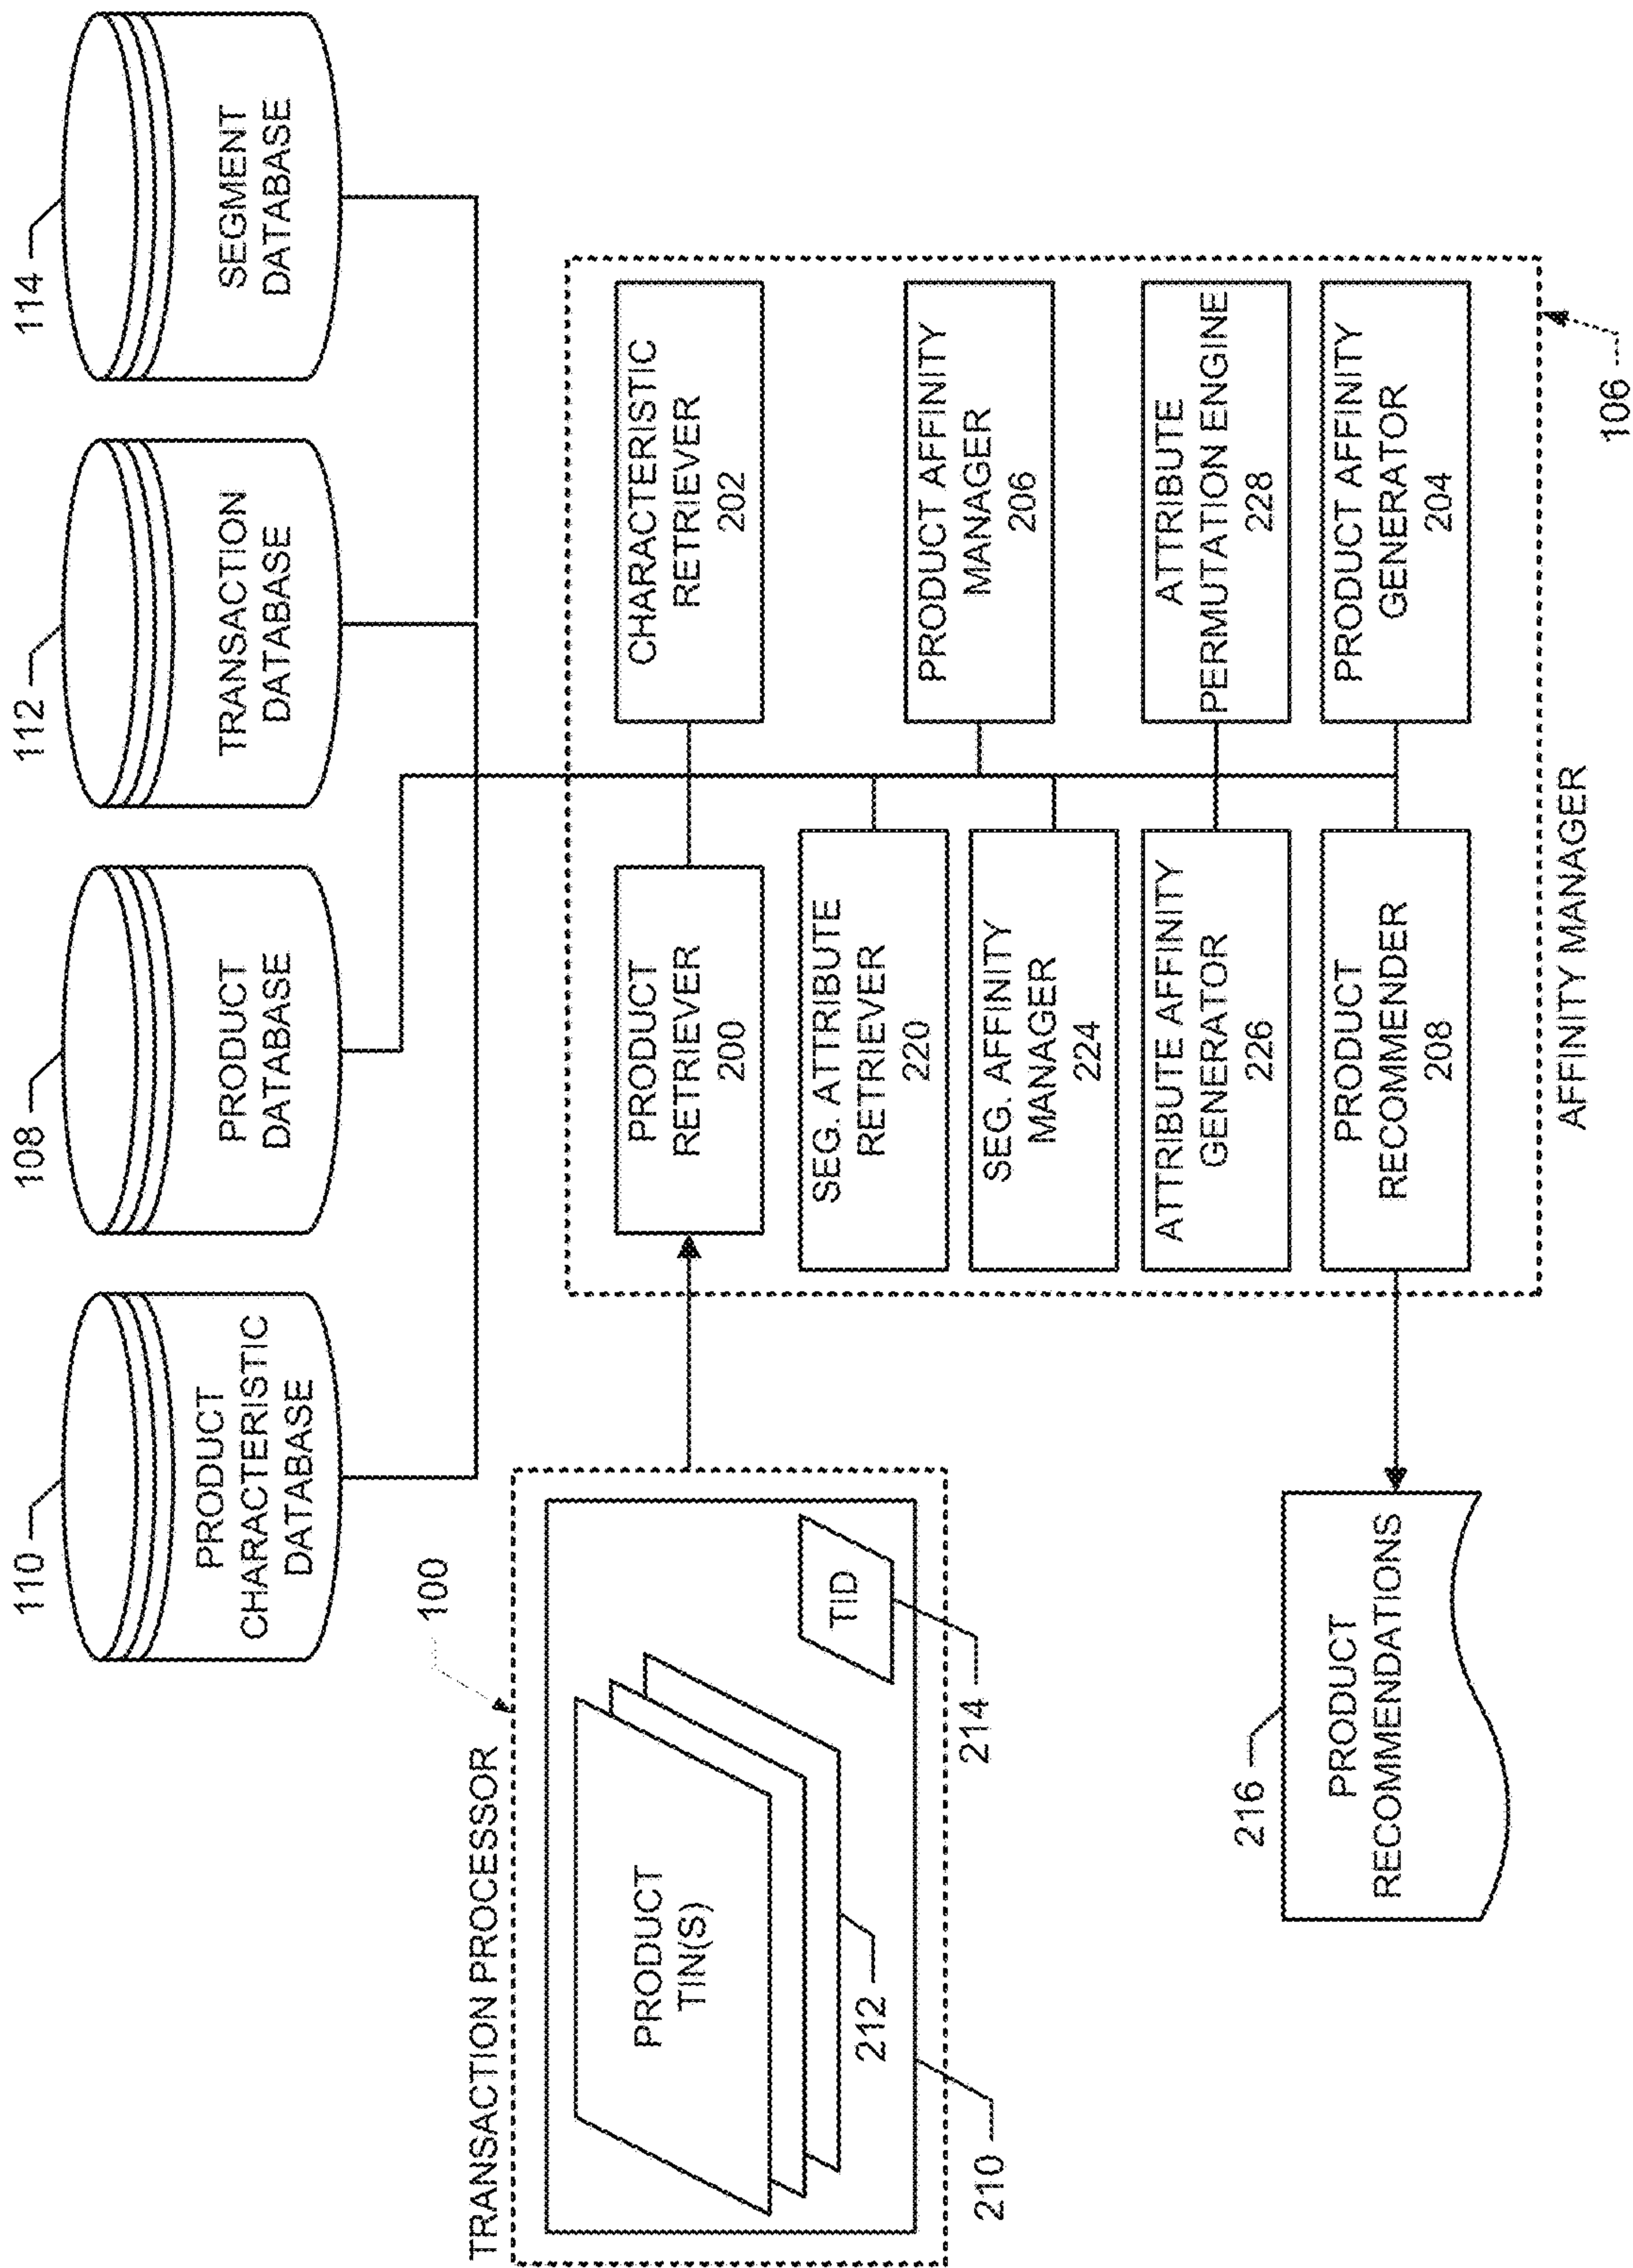 110
108
112
114
PRODUCT
CHARACTERISTIC
DATABASE
PRODUCT
DATABASE
TRANSACTION
DATABASE
SEGMENT
DATABASE
TRANSACTION PROCESSOR
100
PRODUCT
TIN(S)
212
TID
214
210
PRODUCT
RETRIEVER
200
CHARACTERISTIC
RETRIEVER
202
SEG. ATTRIBUTE
RETRIEVER
220
PRODUCT AFFINITY
MANAGER
206
SEG. AFFINITY
MANAGER
224
ATTRIBUTE AFFINITY
GENERATOR
226
ATTRIBUTE
PERMUTATION ENGINE
228
PRODUCT
RECOMMENDER
208
PRODUCT AFFINITY
GENERATOR
204
AFFINITY MANAGER
106
216
PRODUCT
RECOMMENDATIONS